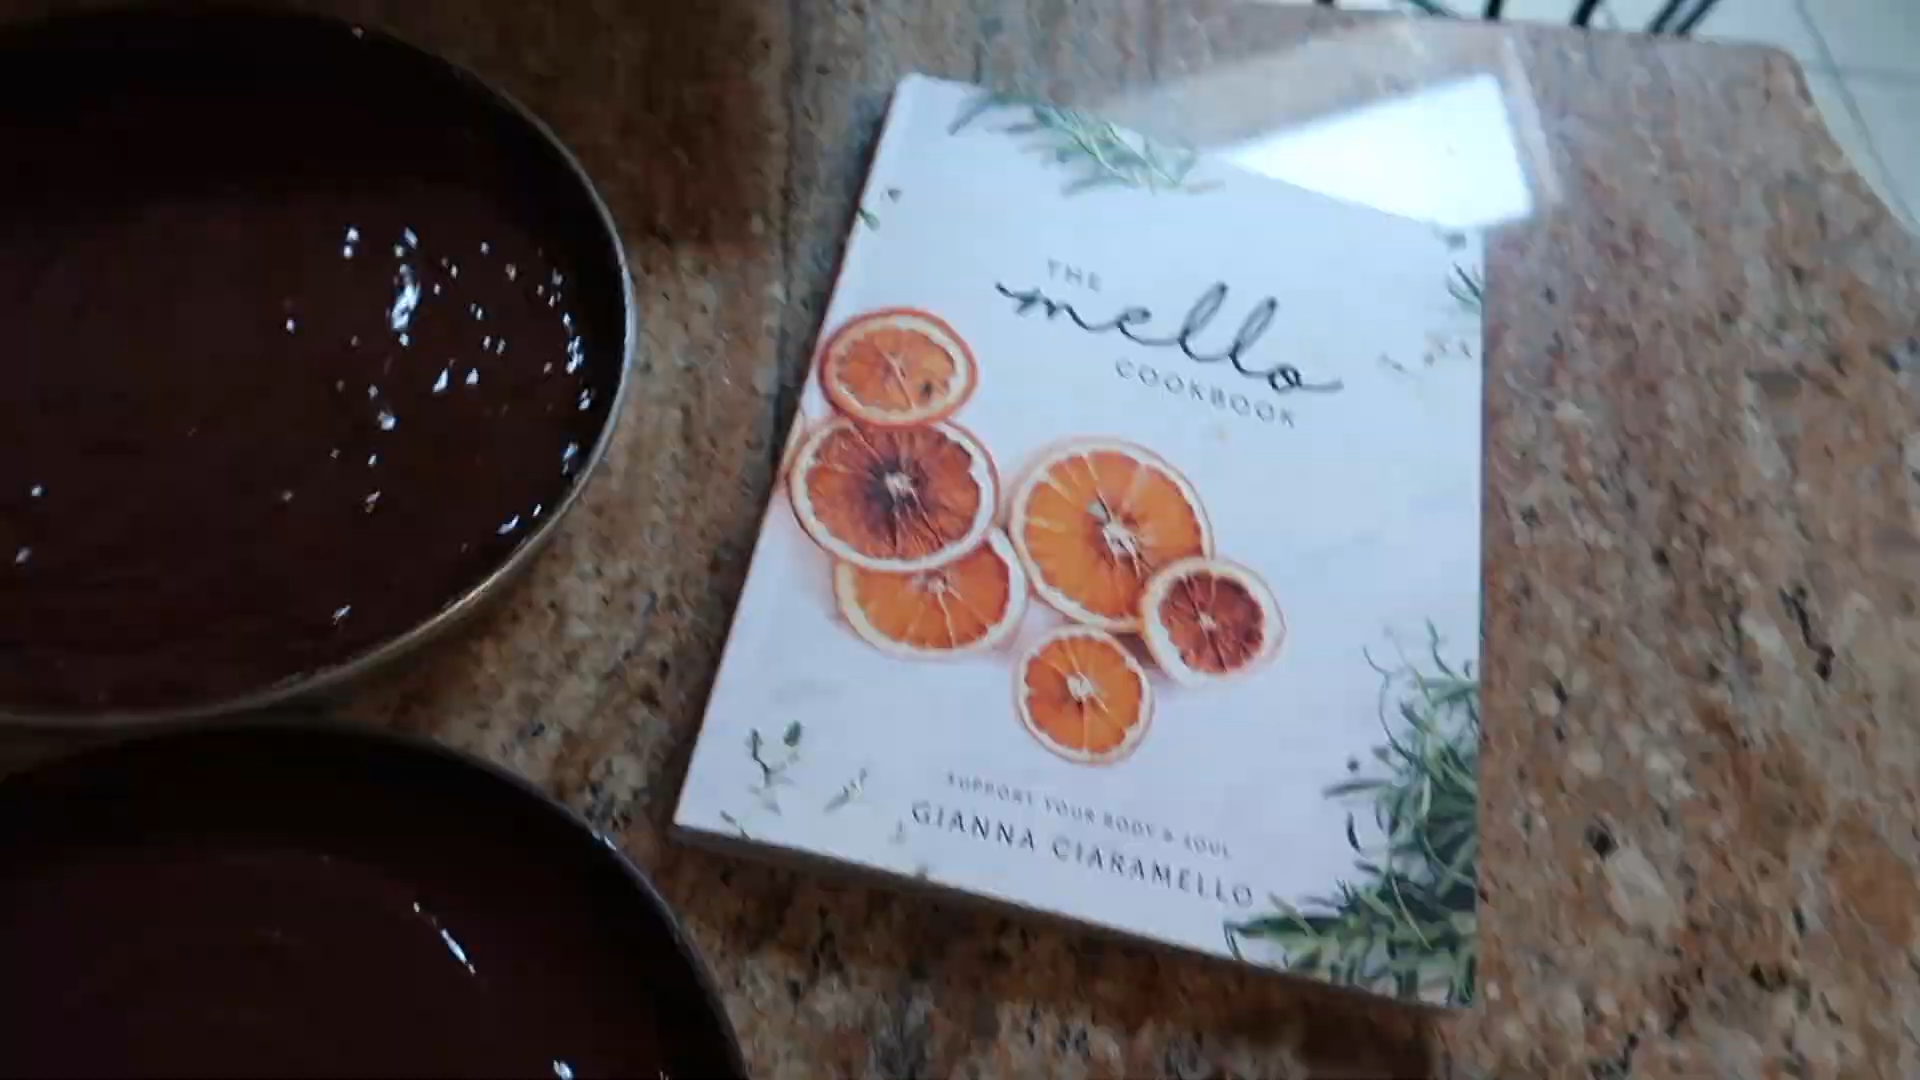 THE
mello
COOKBOOK
SUPPORT YOUR BODY & SOUL
GIANNA CIARAMELLO